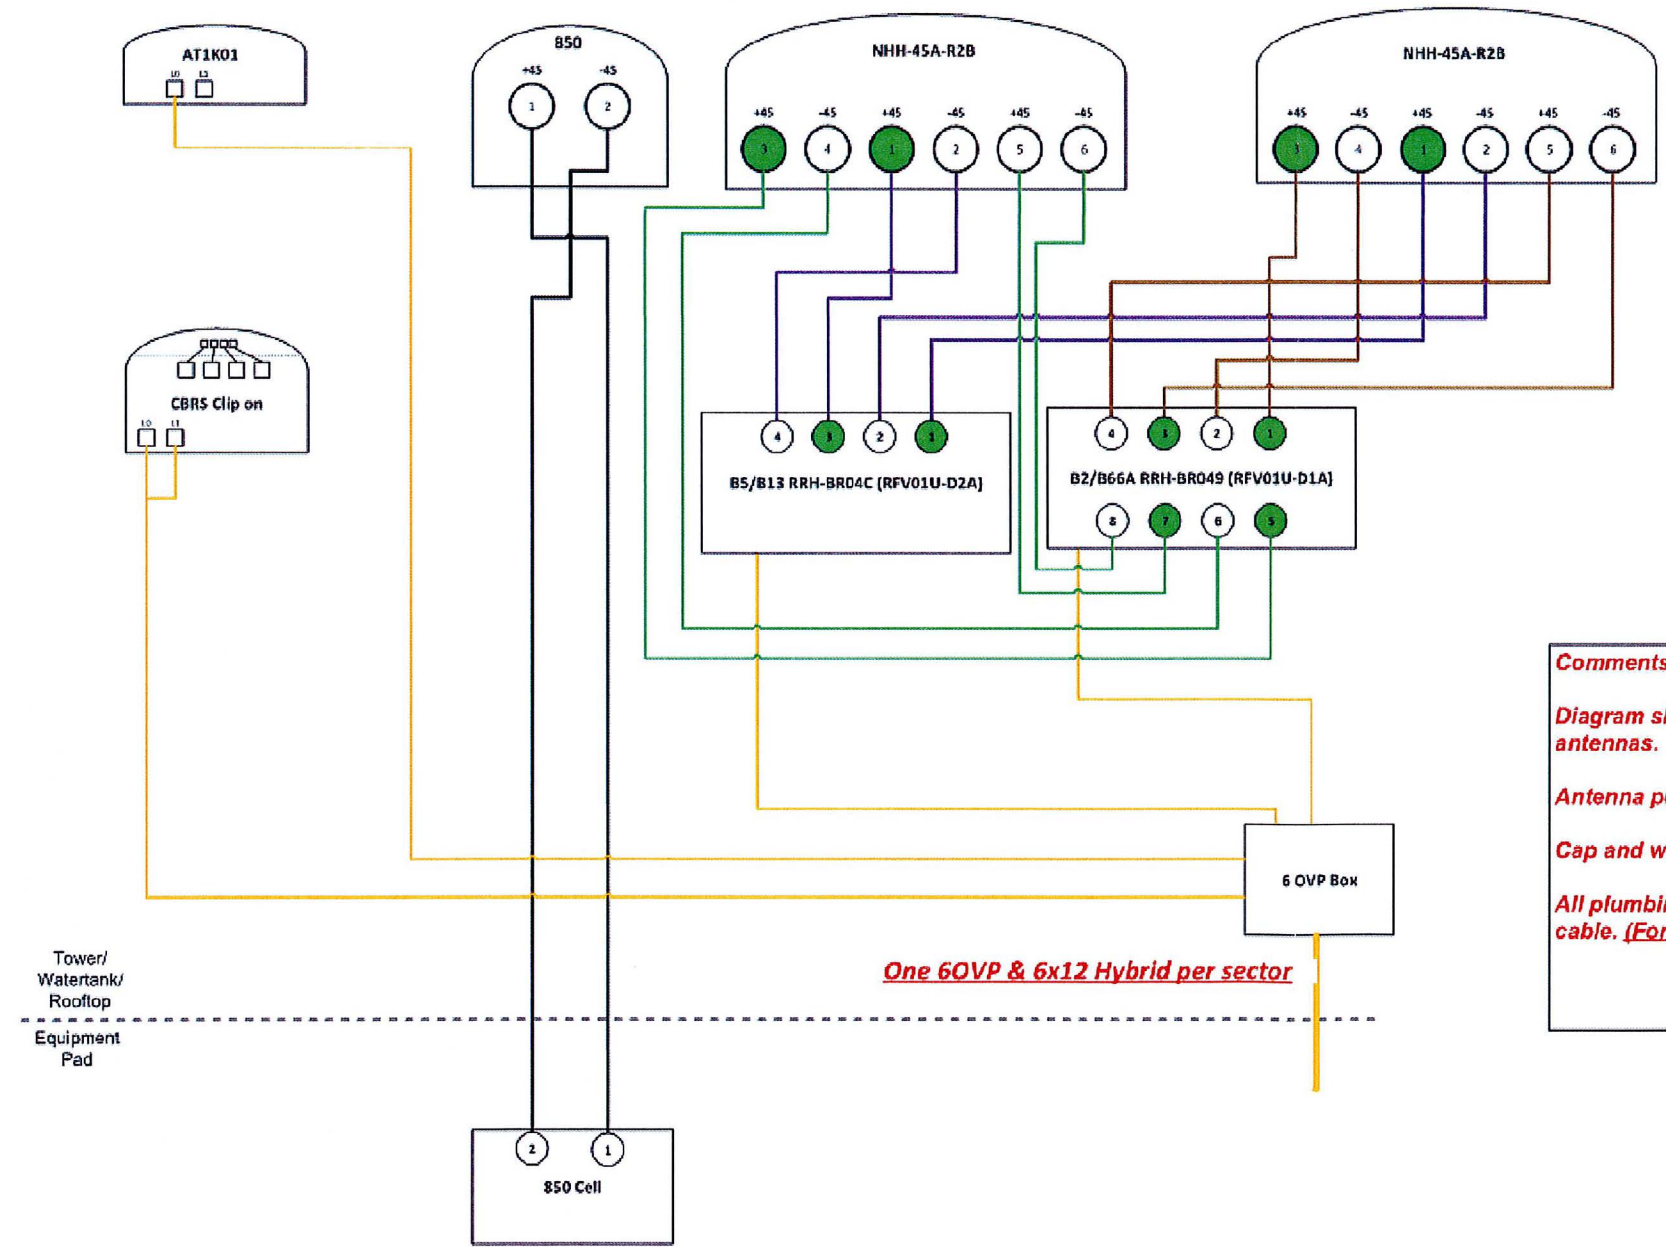 AT1K01
L0 L1
850
+45 -45
1 2
NHH-45A-R2B
+45 -45 +45 -45 +45 -45
3 4 1 2 5 6
NHH-45A-R2B
+45 -45 +45 -45 +45 -45
3 4 1 2 5 6
CBRS Clip on
L0 L1
4 3 2 1
B5/B13 RRH-BR04C (RFV01U-D2A)
4 3 2 1
B2/B66A RRH-BR049 (RFV01U-D1A)
8 7 6 5
Comments
Diagram
antennas.
Antenna
Cap and
All
cable. (For
6 OVP Box
One 6OVP & 6x12 Hybrid per sector
Tower/
Watertank/
Rooftop
Equipment
Pad
2 1
850 Cell